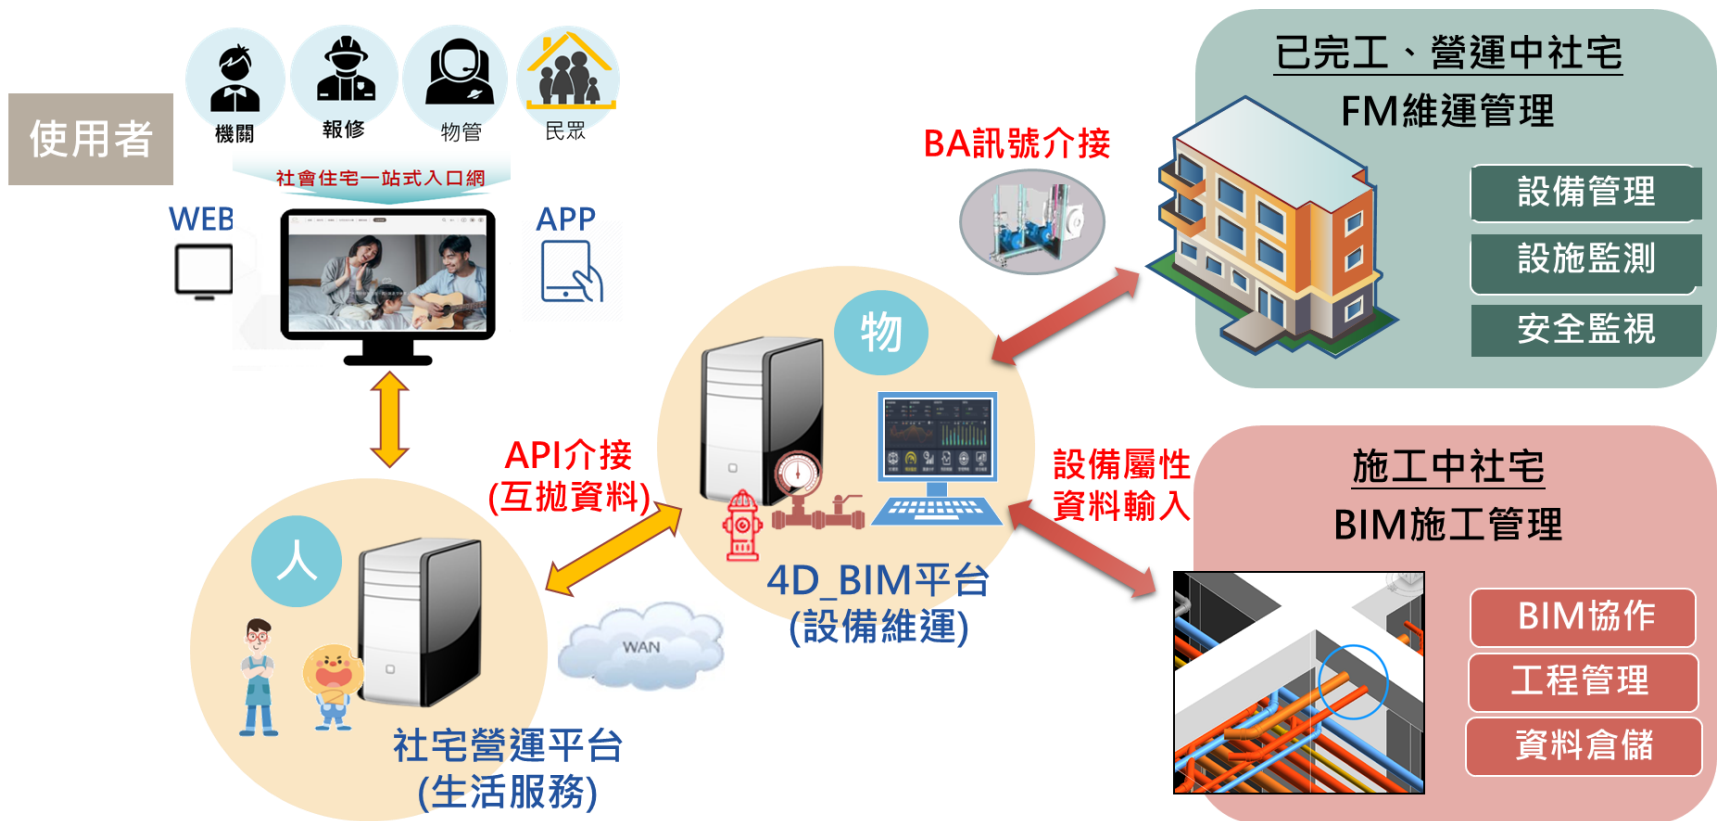 使用者
機關
報修
物管
民眾
社會住宅一站式入口網
WEB
APP
人
社宅營運平台
(生活服務)
API介接
(互拋資料)
WAN
物
4D_BIM平台
(設備維運)
BA訊號介接
設備屬性
資料輸入
已完工、營運中社宅
FM維運管理
設備管理
設施監測
安全監視
施工中社宅
BIM施工管理
BIM協作
工程管理
資料倉儲